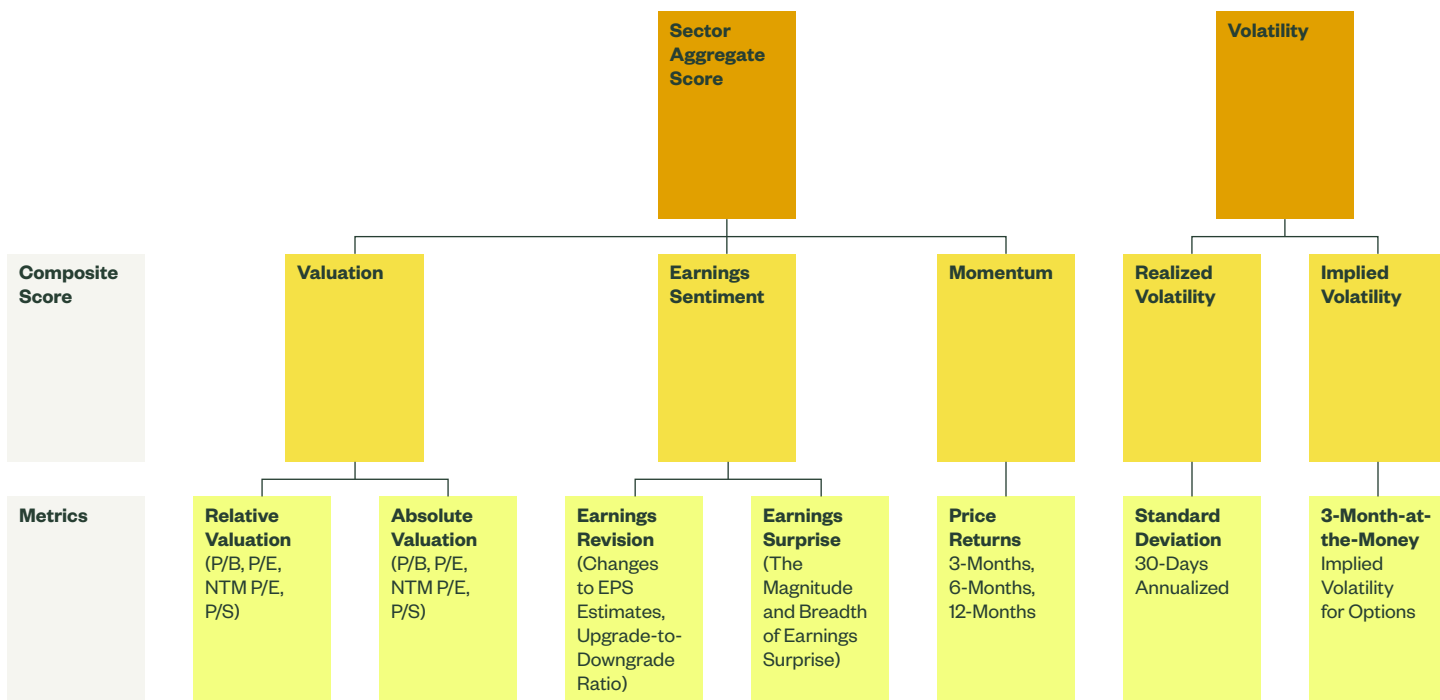 Sector
Aggregate
Score
Volatility
Composite
Score
Valuation
Earnings
Sentiment
Momentum
Realized
Volatility
Implied
Volatility
Metrics
Relative
Valuation
(P/B, P/E,
NTM P/E,
P/S)
Absolute
Valuation
(P/B, P/E,
NTM P/E,
P/S)
Earnings
Revision
(Changes
to EPS
Estimates,
Upgrade-to-
Downgrade
Ratio)
Earnings
Surprise
(The
Magnitude
and Breadth
of Earnings
Surprise)
Price
Returns
3-Months,
6-Months,
12-Months
Standard
Deviation
30-Days
Annualized
3-Month-at-
the-Money
Implied
Volatility
for Options